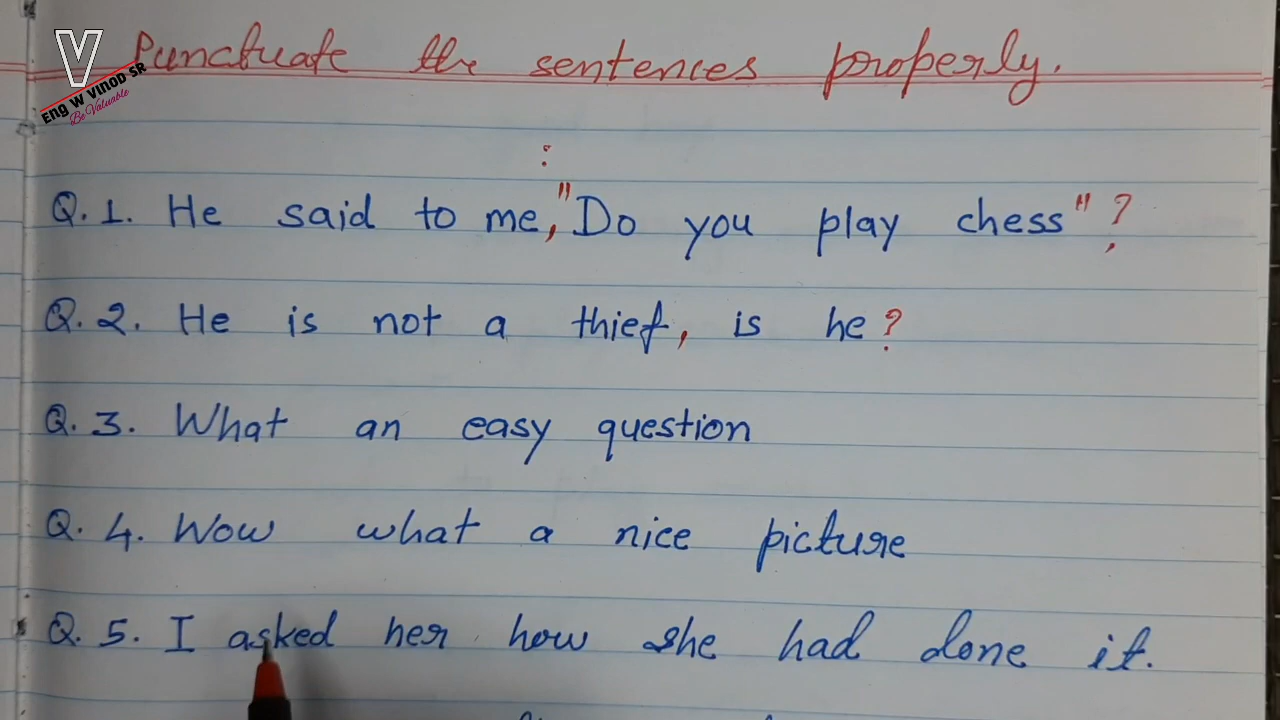 V
ENG W VINOD SR
Be Valuable
Punctuate the sentences properly.
:
Q.1. He said to me,"Do you play chess"?
Q.2. He is not a thief, is he?
Q.3. What an easy question
Q.4. Wow what a nice picture
Q.5. I asked her how she had done it.